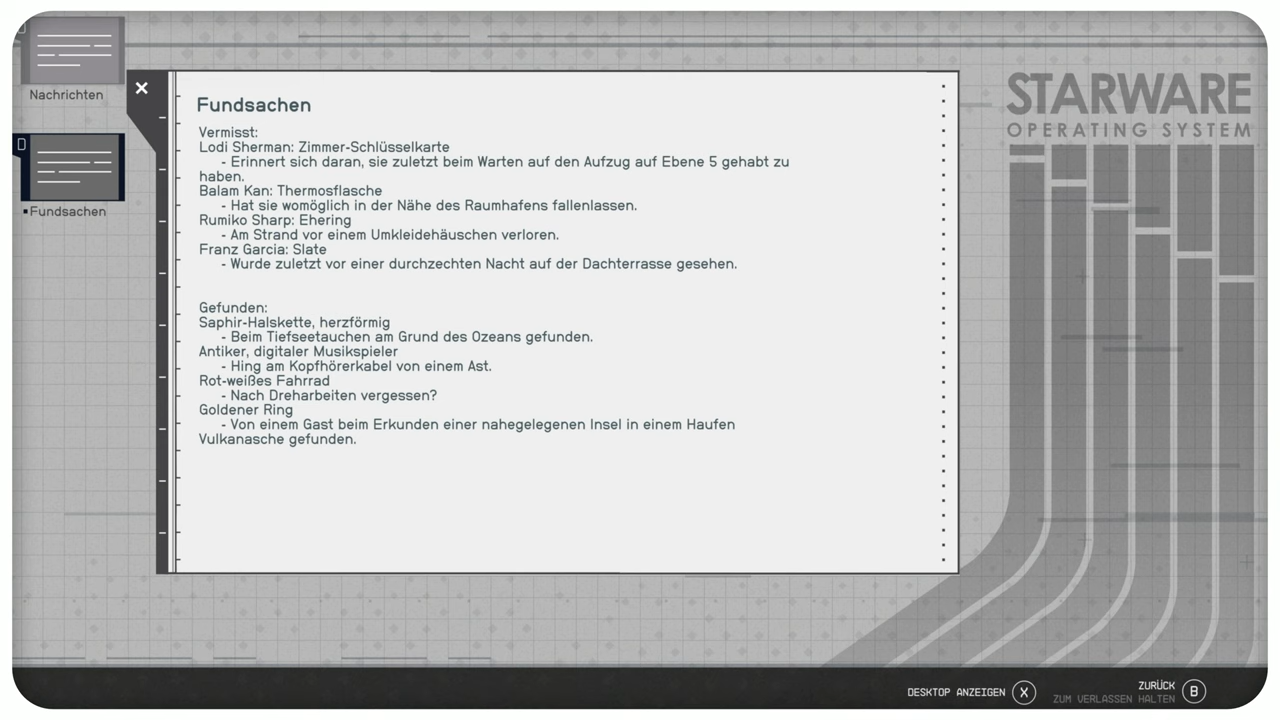 Nachrichten
Fundsachen
Fundsachen
Vermisst:
Lodi Sherman: Zimmer-Schlüsselkarte
- Erinnert sich daran, sie zuletzt beim Warten auf den Aufzug auf Ebene 5 gehabt zu
haben.
Balam Kan: Thermosflasche
- Hat sie womöglich in der Nähe des Raumhafens fallenlassen.
Rumiko Sharp: Ehering
- Am Strand vor einem Umkleidehäuschen verloren.
Franz Garcia: Slate
- Wurde zuletzt vor einer durchzechten Nacht auf der Dachterrasse gesehen.
Gefunden:
Saphir-Halskette, herzförmig
- Beim Tiefseetauchen am Grund des Ozeans gefunden.
Antiker, digitaler Musikspieler
- Hing am Kopfhörerkabel von einem Ast.
Rot-weißes Fahrrad
- Nach Dreharbeiten vergessen?
Goldener Ring
- Von einem Gast beim Erkunden einer nahegelegenen Insel in einem Haufen
Vulkanasche gefunden.
STARWARE
OPERATING SYSTEM
DESKTOP ANZEIGEN X
ZURÜCK B
ZUM VERLASSEN HALTEN